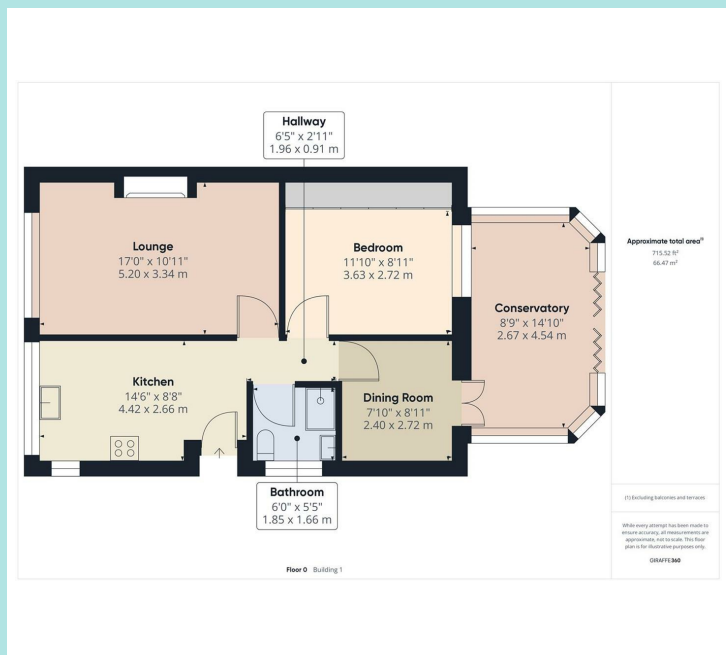 Hallway
6'5" x 2'11"
1.96 x 0.91 m
Lounge
17'0" x 10'11"
5.20 x 3.34 m
Bedroom
11'10" x 8'11"
3.63 x 2.72 m
Conservatory
8'9" x 14'10"
2.67 x 4.54 m
Kitchen
14'6" x 8'8"
4.42 x 2.66 m
Dining Room
7'10" x 8'11"
2.40 x 2.72 m
Bathroom
6'0" x 5'5"
1.85 x 1.66 m
Floor 0 Building 1
Approximate total area⁽¹⁾
715.52 ft²
66.47 m²
(1) Excluding balconies and terraces
While every attempt has been made to
ensure accuracy, all measurements are
approximate, not to scale. This floor
plan is for illustrative purposes only.
GIRAFFE360